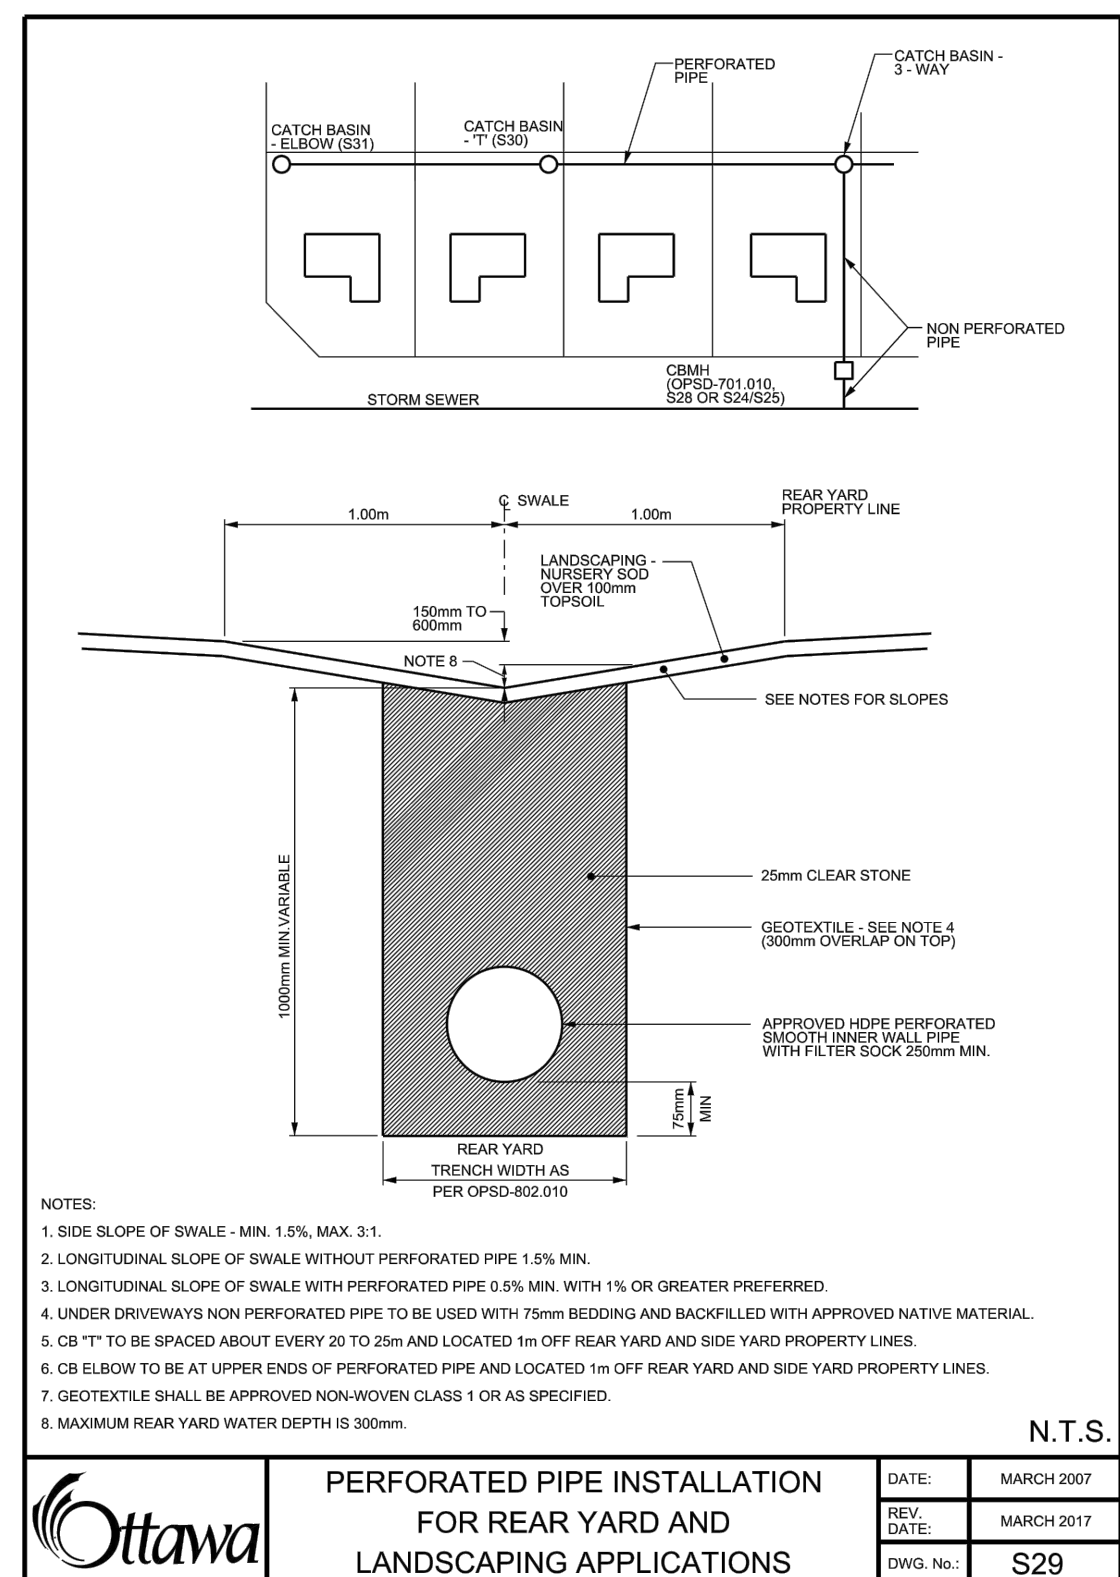 PERFORATED
PIPE
CATCH BASIN -
3 - WAY
CATCH BASIN
- ELBOW (S31)
CATCH BASIN
- 'T' (S30)
NON PERFORATED
PIPE
CBMH
(OPSD-701.010,
S28 OR S24/S25)
STORM SEWER
℄ SWALE
REAR YARD
PROPERTY LINE
1.00m
1.00m
LANDSCAPING -
NURSERY SOD
OVER 100mm
TOPSOIL
150mm TO
600mm
NOTE 8
SEE NOTES FOR SLOPES
1000mm MIN.VARIABLE
25mm CLEAR STONE
GEOTEXTILE - SEE NOTE 4
(300mm OVERLAP ON TOP)
APPROVED HDPE PERFORATED
SMOOTH INNER WALL PIPE
WITH FILTER SOCK 250mm MIN.
75mm
MIN
REAR YARD
TRENCH WIDTH AS
PER OPSD-802.010
NOTES:
1. SIDE SLOPE OF SWALE - MIN. 1.5%, MAX. 3:1.
2. LONGITUDINAL SLOPE OF SWALE WITHOUT PERFORATED PIPE 1.5% MIN.
3. LONGITUDINAL SLOPE OF SWALE WITH PERFORATED PIPE 0.5% MIN. WITH 1% OR GREATER PREFERRED.
4. UNDER DRIVEWAYS NON PERFORATED PIPE TO BE USED WITH 75mm BEDDING AND BACKFILLED WITH APPROVED NATIVE MATERIAL.
5. CB "T" TO BE SPACED ABOUT EVERY 20 TO 25m AND LOCATED 1m OFF REAR YARD AND SIDE YARD PROPERTY LINES.
6. CB ELBOW TO BE AT UPPER ENDS OF PERFORATED PIPE AND LOCATED 1m OFF REAR YARD AND SIDE YARD PROPERTY LINES.
7. GEOTEXTILE SHALL BE APPROVED NON-WOVEN CLASS 1 OR AS SPECIFIED.
8. MAXIMUM REAR YARD WATER DEPTH IS 300mm.
N.T.S.
Ottawa
PERFORATED PIPE INSTALLATION
FOR REAR YARD AND
LANDSCAPING APPLICATIONS
DATE: MARCH 2007
REV.
DATE: MARCH 2017
DWG. No.: S29